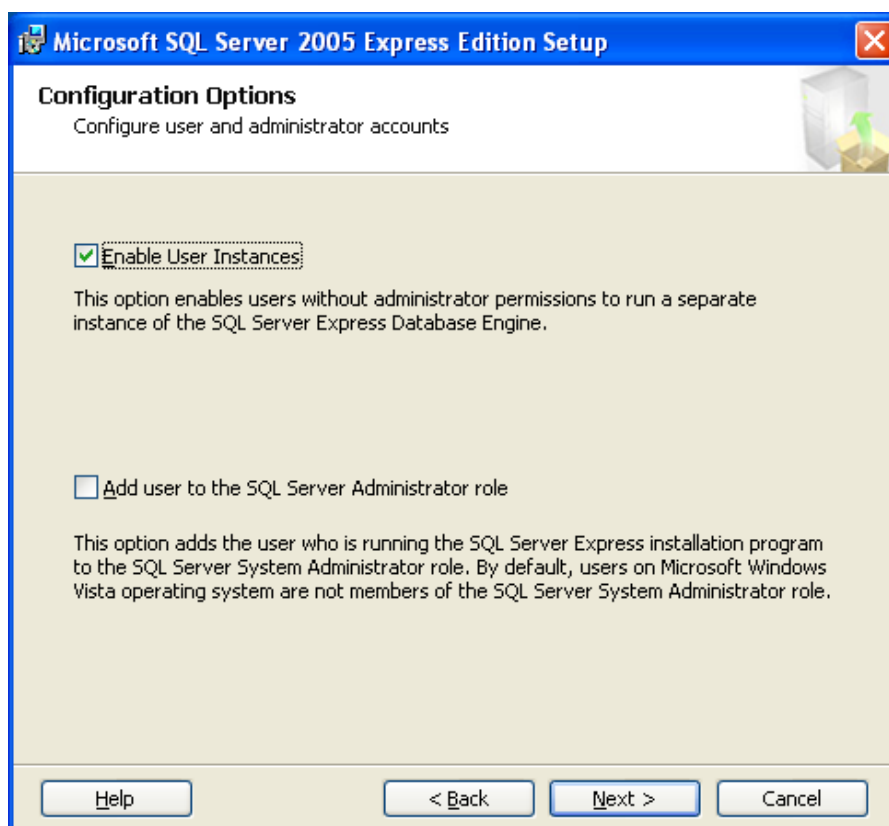 Microsoft SQL Server 2005 Express Edition Setup
Configuration Options
Configure user and administrator accounts
Enable User Instances
This option enables users without administrator permissions to run a separate
instance of the SQL Server Express Database Engine.
Add user to the SQL Server Administrator role
This option adds the user who is running the SQL Server Express installation program
to the SQL Server System Administrator role. By default, users on Microsoft Windows
Vista operating system are not members of the SQL Server System Administrator role.
Help
< Back
Next >
Cancel